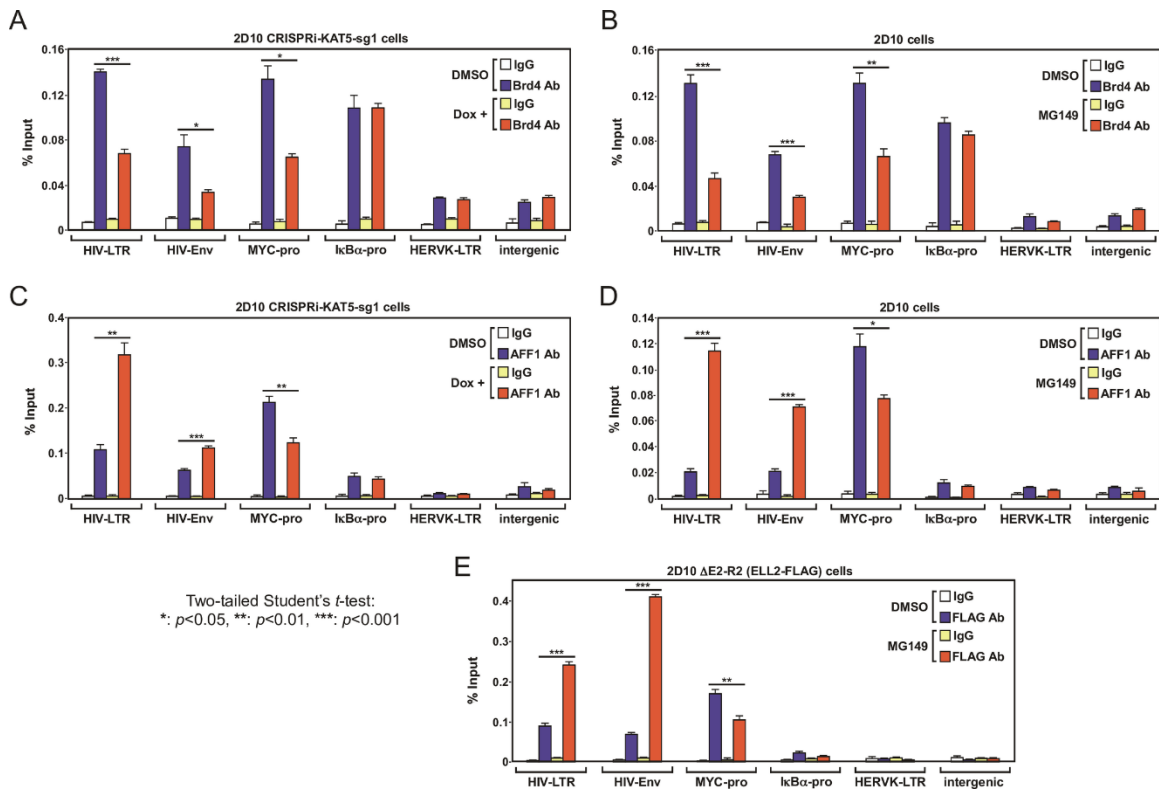 A
2D10 CRISPRi-KAT5-sg1 cells
0.16
0.12
0.08
0.04
0
% Input
***
*
*
DMSO
IgG
Brd4 Ab
Dox +
IgG
Brd4 Ab
HIV-LTR
HIV-Env
MYC-pro
IκBα-pro
HERVK-LTR
intergenic
B
2D10 cells
0.16
0.12
0.08
0.04
0
% Input
***
***
**
DMSO
IgG
Brd4 Ab
MG149
IgG
Brd4 Ab
HIV-LTR
HIV-Env
MYC-pro
IκBα-pro
HERVK-LTR
intergenic
C
2D10 CRISPRi-KAT5-sg1 cells
0.4
0.3
0.2
0.1
0
% Input
**
***
**
DMSO
IgG
AFF1 Ab
Dox +
IgG
AFF1 Ab
HIV-LTR
HIV-Env
MYC-pro
IκBα-pro
HERVK-LTR
intergenic
D
2D10 cells
0.14
0.12
0.10
0.08
0.06
0.04
0.02
0
% Input
***
***
*
DMSO
IgG
AFF1 Ab
MG149
IgG
AFF1 Ab
HIV-LTR
HIV-Env
MYC-pro
IκBα-pro
HERVK-LTR
intergenic
Two-tailed Student's t-test:
*: p<0.05, **: p<0.01, ***: p<0.001
E
2D10 ΔE2-R2 (ELL2-FLAG) cells
0.4
0.3
0.2
0.1
0
% Input
***
***
**
DMSO
IgG
FLAG Ab
MG149
IgG
FLAG Ab
HIV-LTR
HIV-Env
MYC-pro
IκBα-pro
HERVK-LTR
intergenic